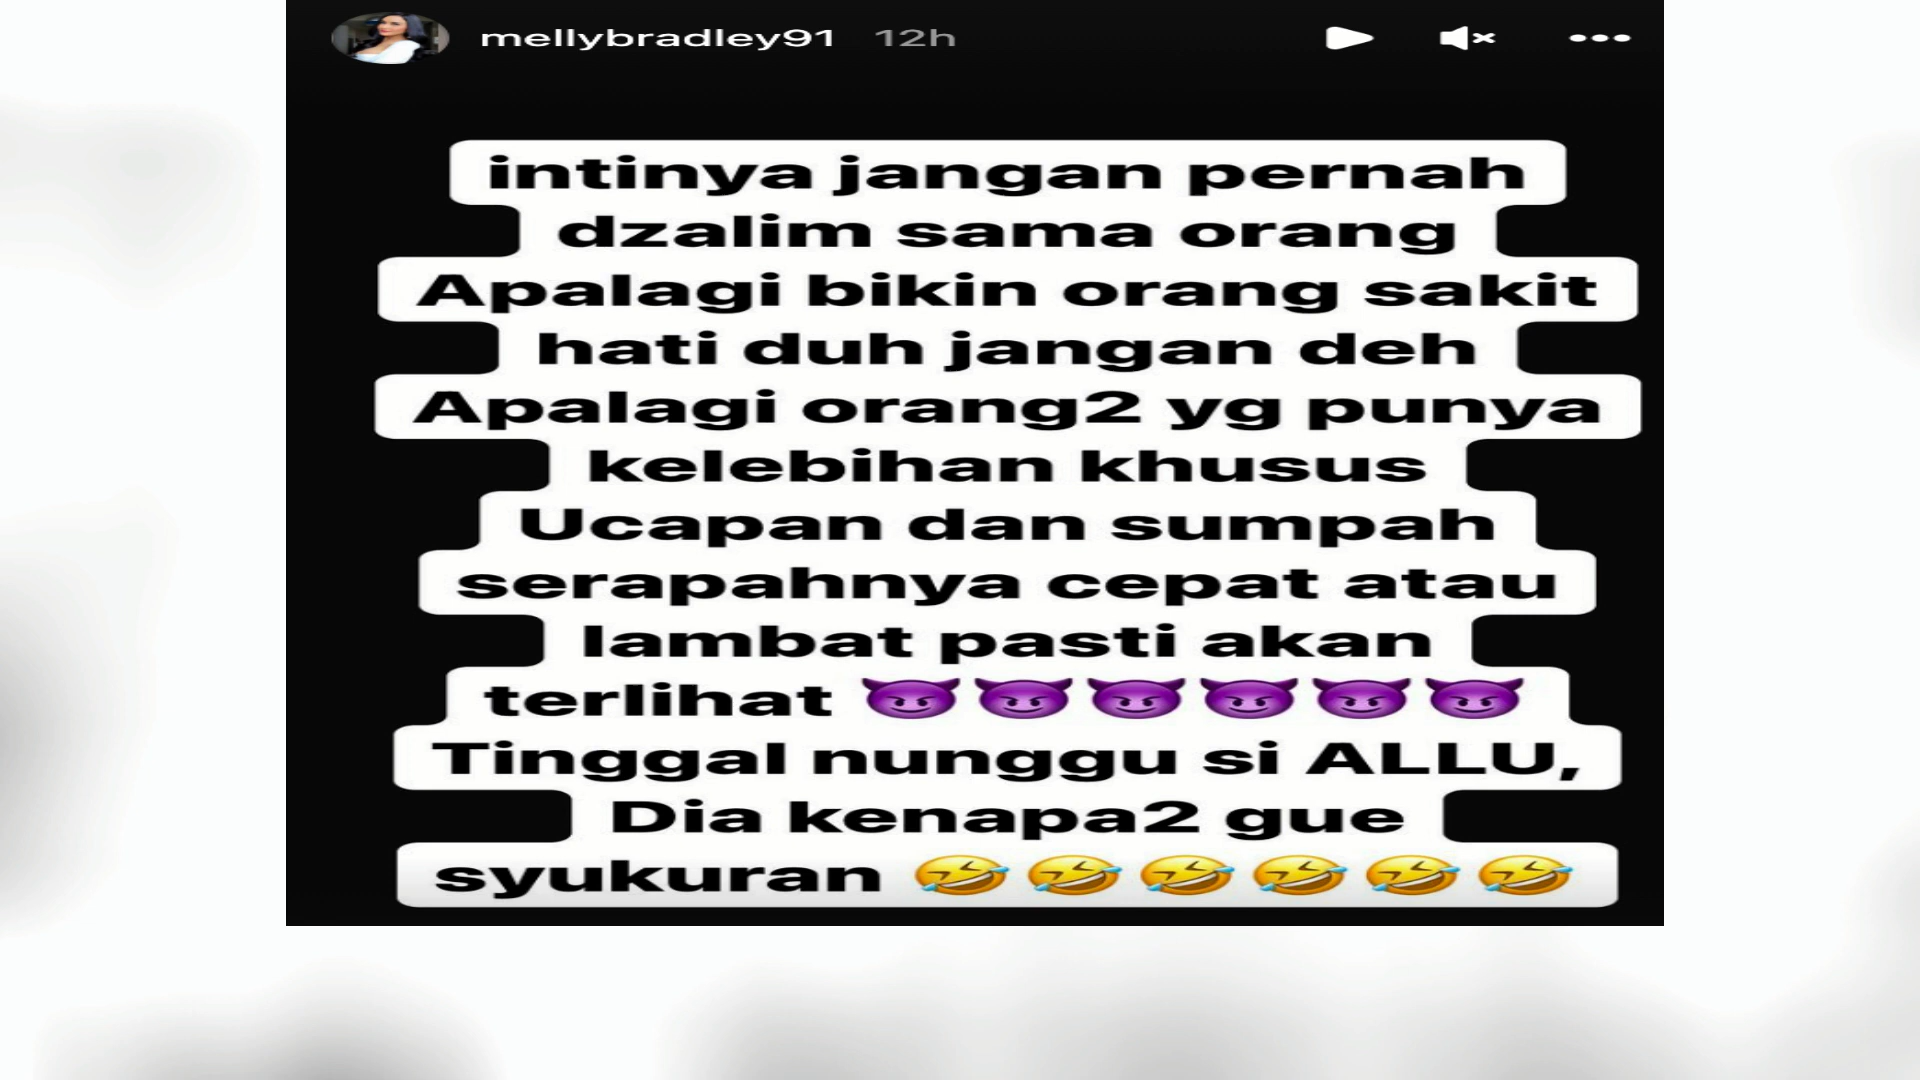 mellybradley91 12h
intinya jangan pernah
dzalim sama orang
Apalagi bikin orang sakit
hati duh jangan deh
Apalagi orang2 yg punya
kelebihan khusus
Ucapan dan sumpah
serapahnya cepat atau
lambat pasti akan
terlihat 😈😈😈😈😈😈
Tinggal nunggu si ALLU,
Dia kenapa2 gue
syukuran 🤣🤣🤣🤣🤣🤣